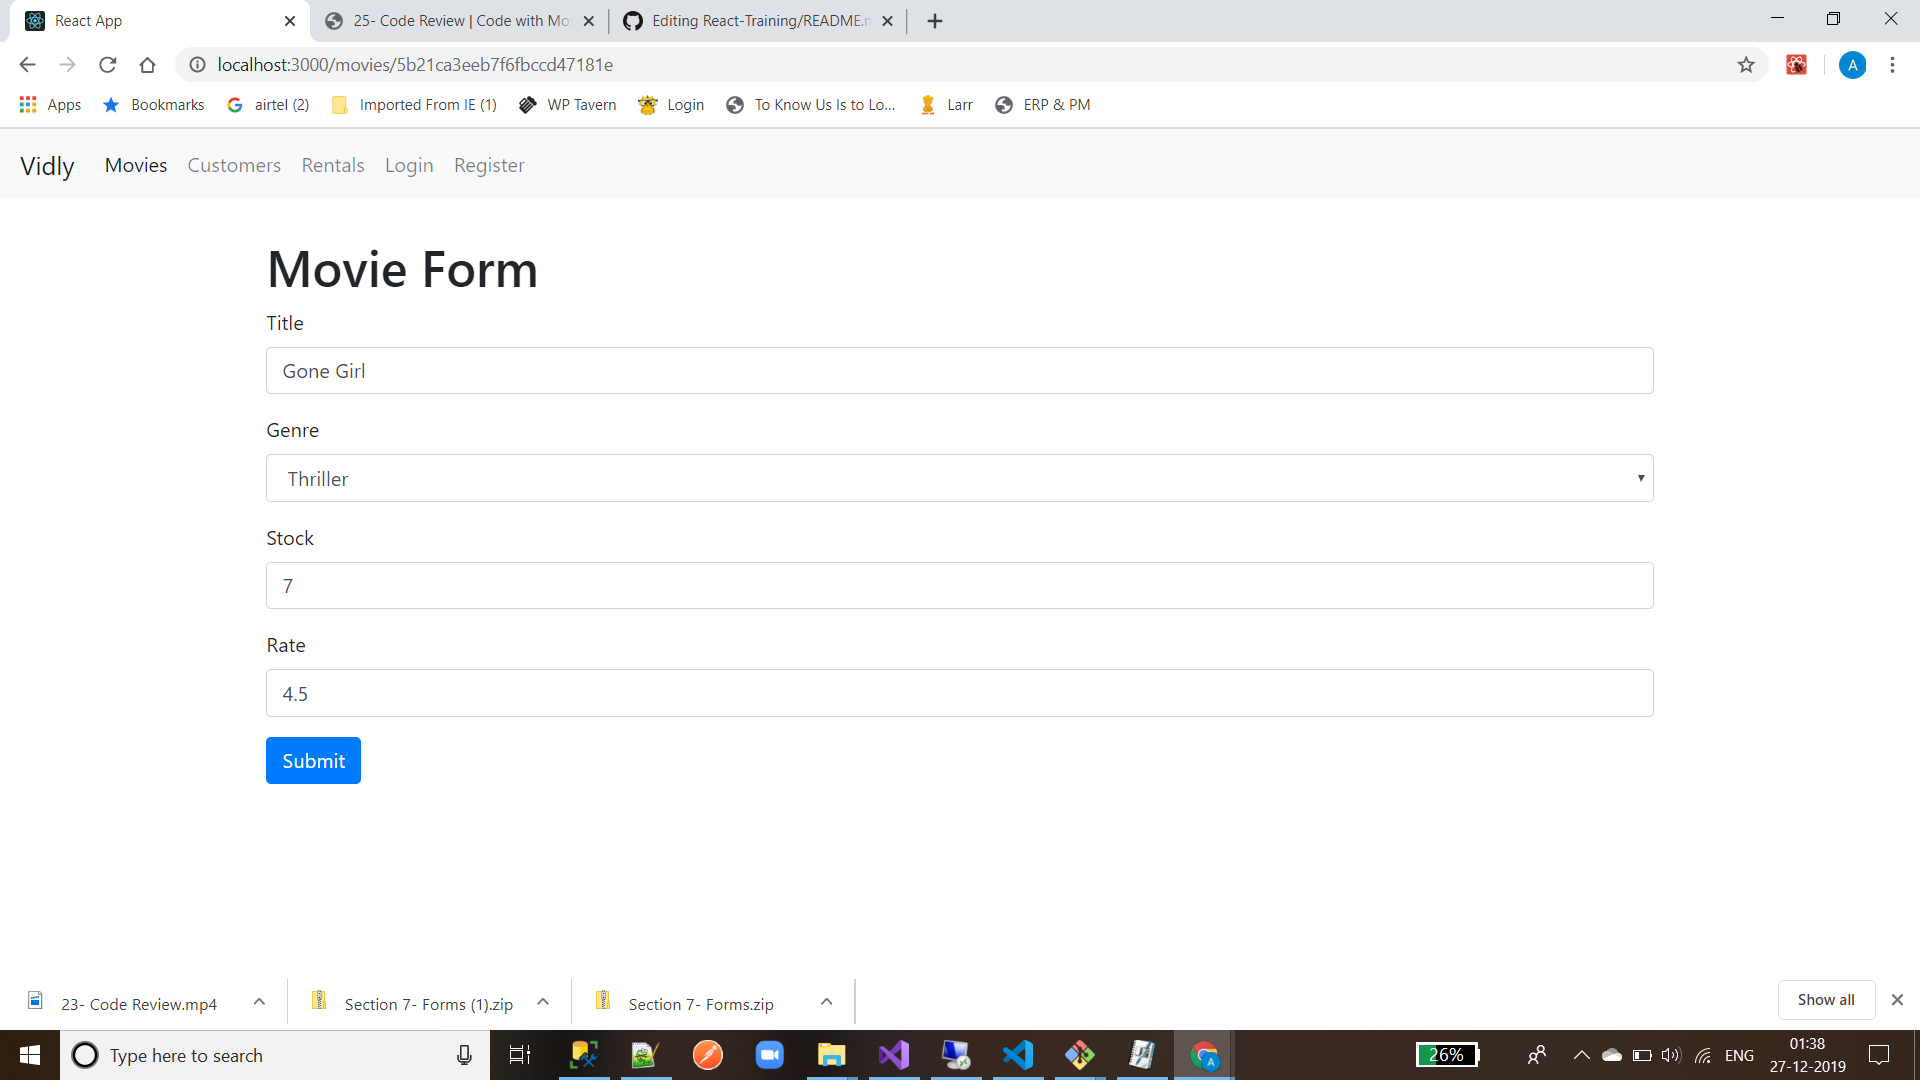 React App
25- Code Review | Code with Mo
Editing React-Training/README.m
localhost:3000/movies/5b21ca3eeb7f6fbccd47181e
A
Apps
Bookmarks
airtel (2)
Imported From IE (1)
WP Tavern
Login
To Know Us Is to Lo...
Larr
ERP & PM
Vidly
Movies
Customers
Rentals
Login
Register
Movie Form
Title
Gone Girl
Genre
Thriller
Stock
7
Rate
4.5
Submit
23- Code Review.mp4
Section 7- Forms (1).zip
Section 7- Forms.zip
Show all
Type here to search
A
26%
ENG
01:38
27-12-2019